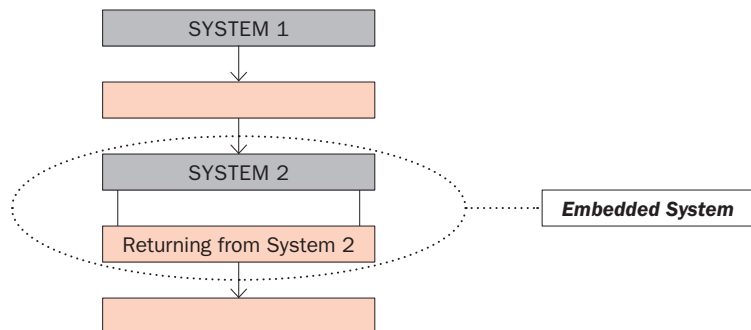 SYSTEM 1
SYSTEM 2
Embedded System
Returning from System 2